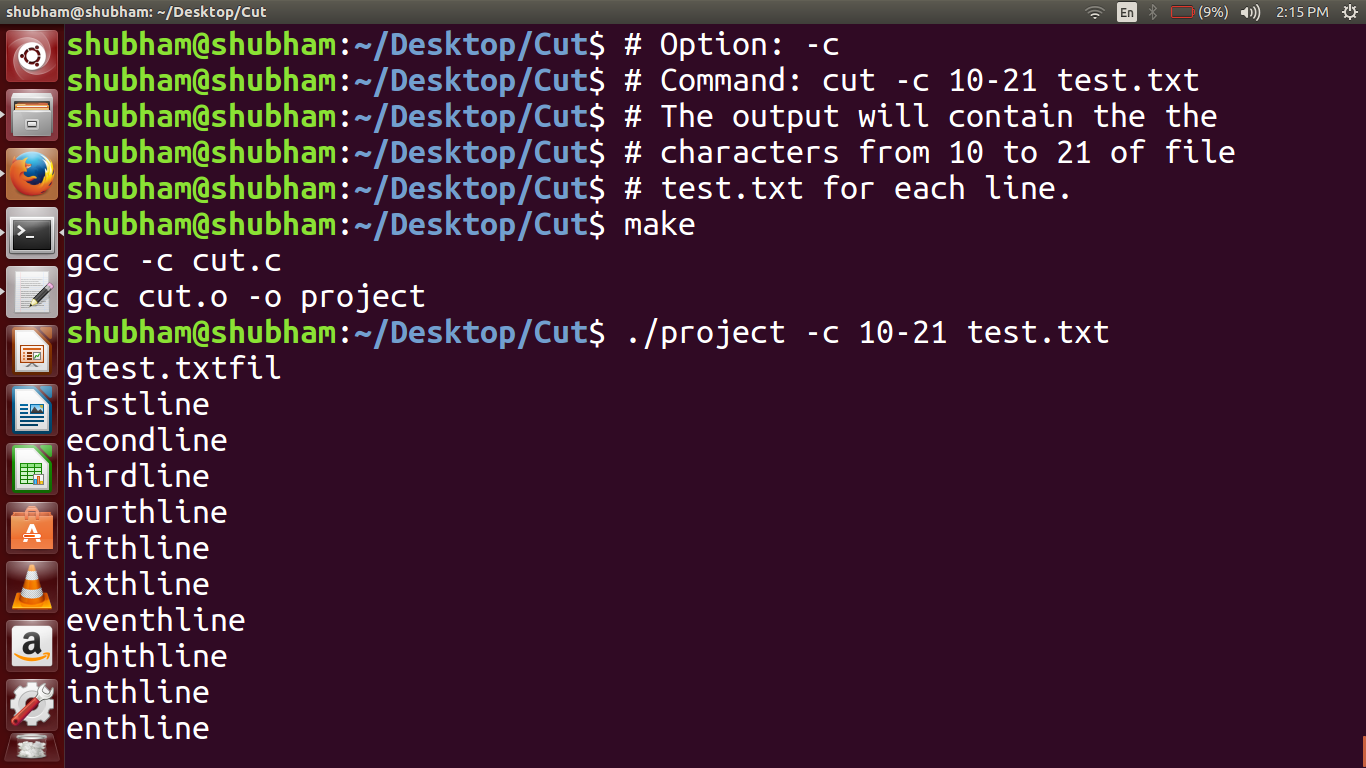 shubham@shubham: ~/Desktop/Cut En (9%) 2:15 PM
shubham@shubham:~/Desktop/Cut$ # Option: -c
shubham@shubham:~/Desktop/Cut$ # Command: cut -c 10-21 test.txt
shubham@shubham:~/Desktop/Cut$ # The output will contain the the
shubham@shubham:~/Desktop/Cut$ # characters from 10 to 21 of file
shubham@shubham:~/Desktop/Cut$ # test.txt for each line.
shubham@shubham:~/Desktop/Cut$ make
gcc -c cut.c
gcc cut.o -o project
shubham@shubham:~/Desktop/Cut$ ./project -c 10-21 test.txt
gtest.txtfil
irstline
econdline
hirdline
ourthline
ifthline
ixthline
eventhline
ighthline
inthline
enthline